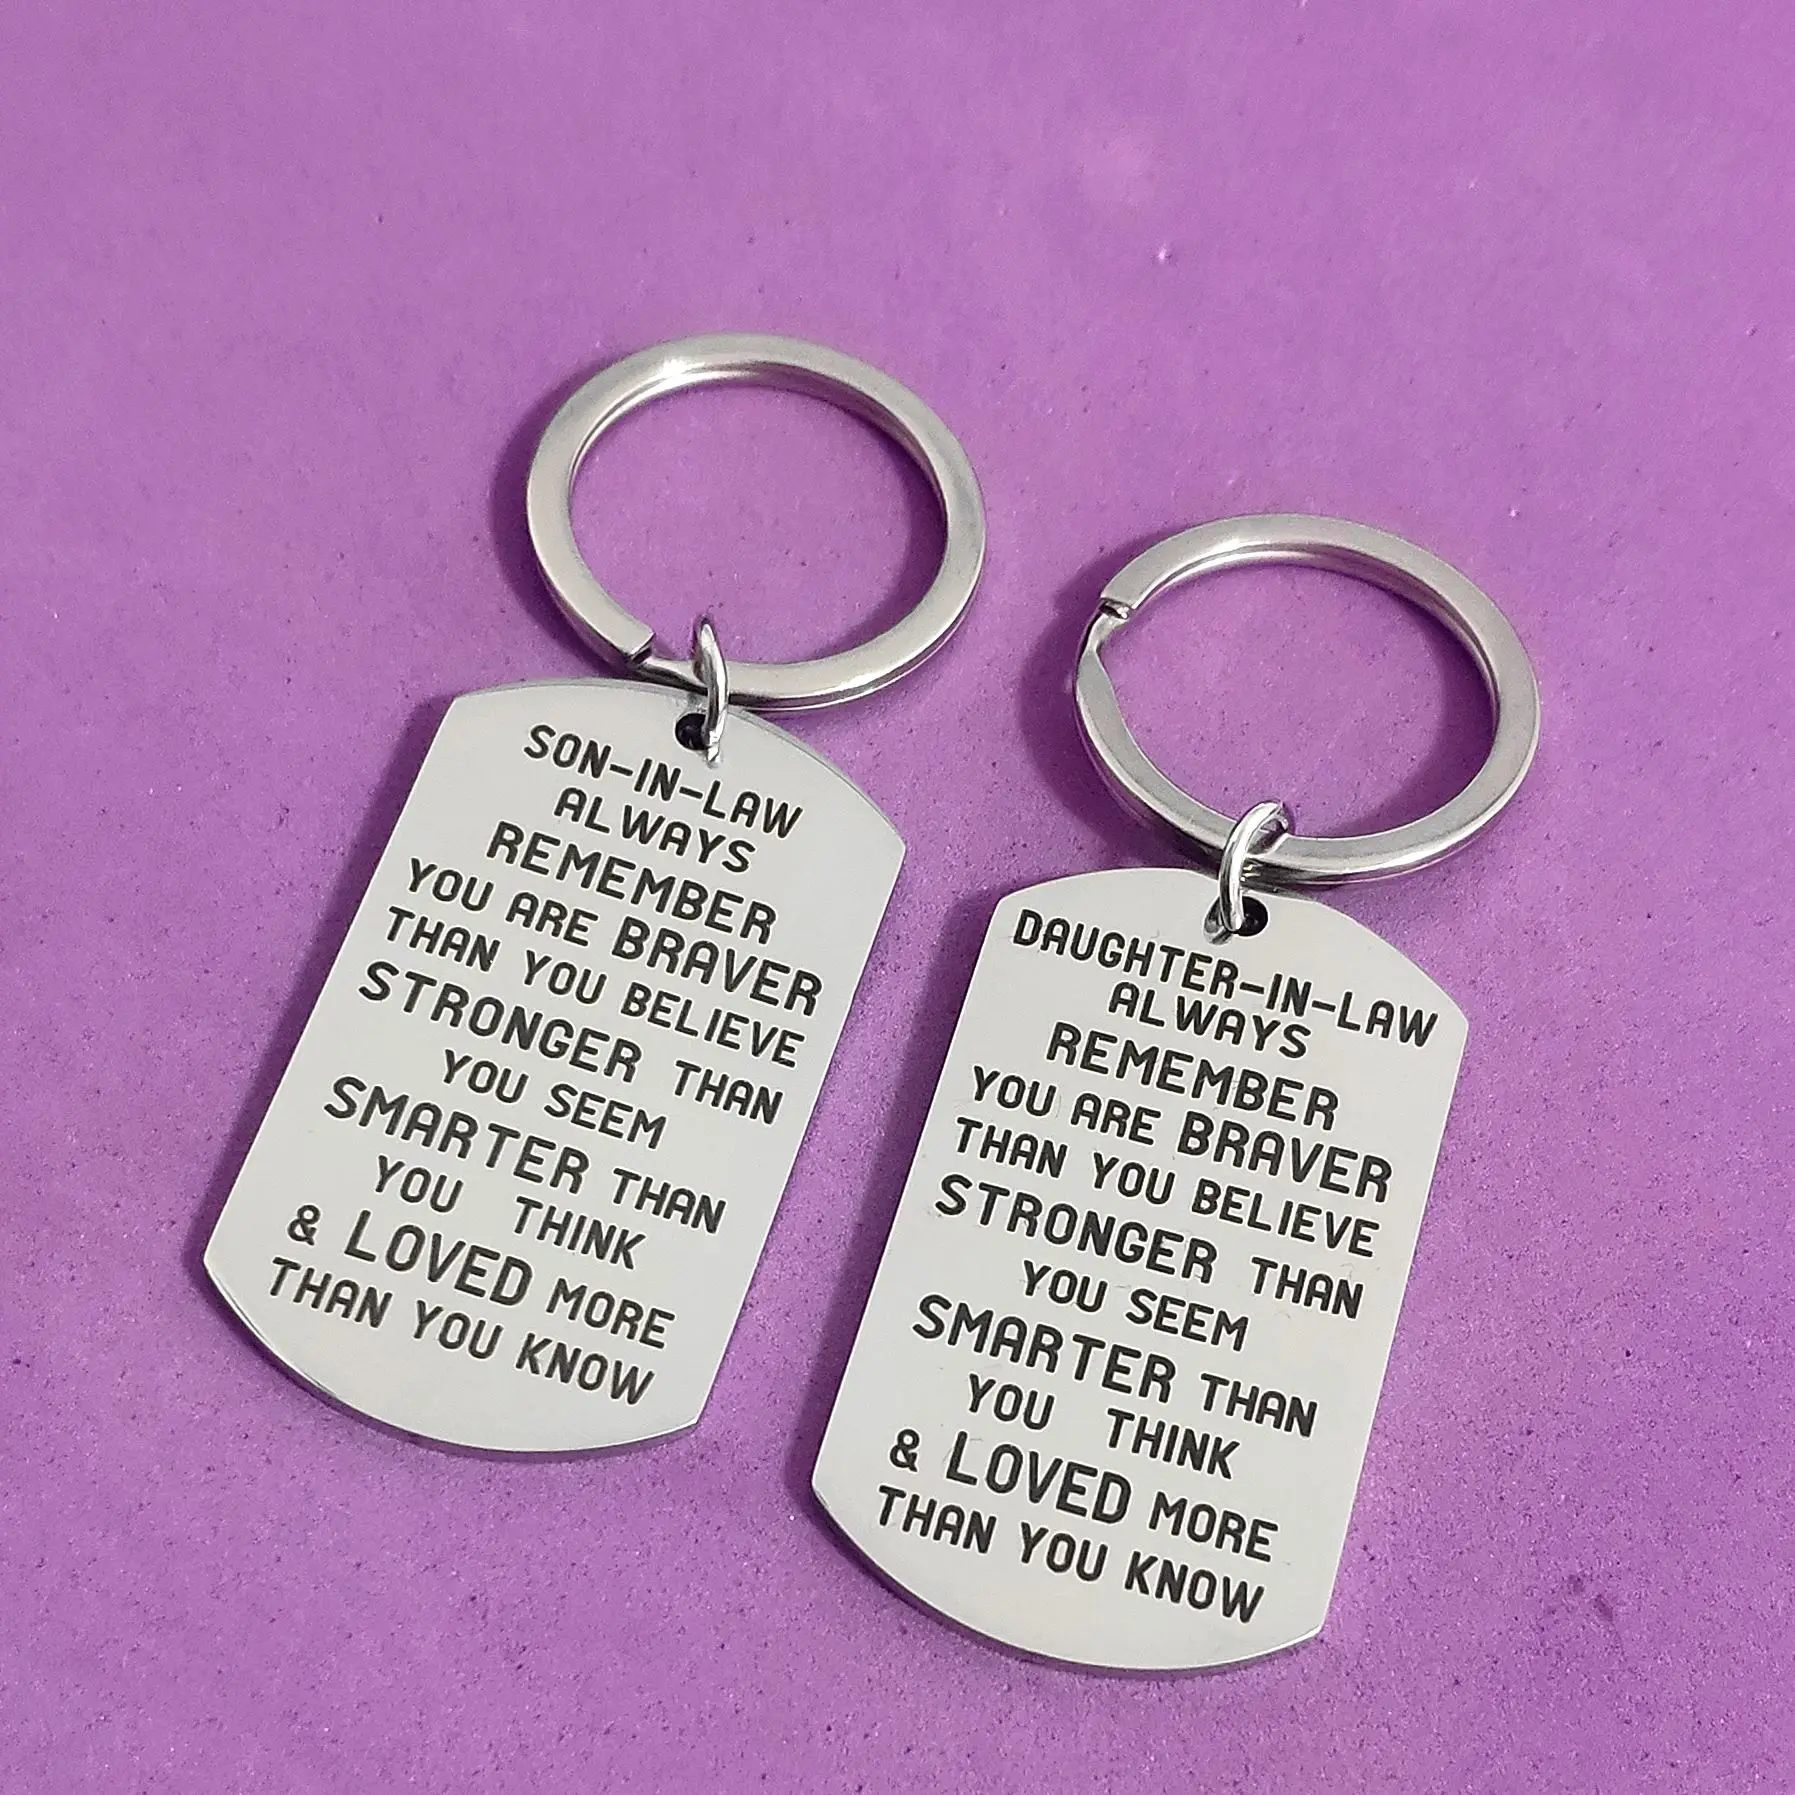 SON-IN-LAW
ALWAYS
REMEMBER
YOU ARE BRAVER
THAN YOU BELIEVE
STRONGER THAN
YOU SEEM
SMARTER THAN
YOU THINK
& LOVED MORE
THAN YOU KNOW
DAUGHTER-IN-LAW
ALWAYS
REMEMBER
YOU ARE BRAVER
THAN YOU BELIEVE
STRONGER THAN
YOU SEEM
SMARTER THAN
YOU THINK
& LOVED MORE
THAN YOU KNOW